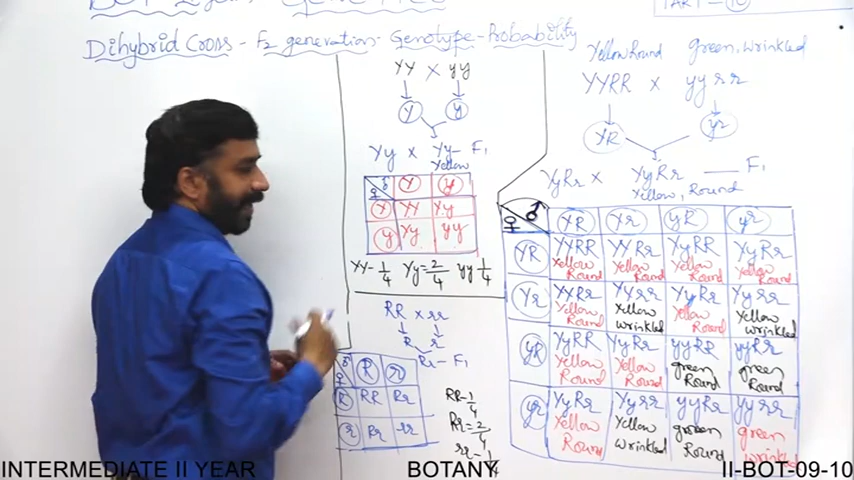 PART - 10
Dihybrid Cross - F2 generation - Genotype - Probability
YY x yy
Y y
Yy x Yy - F1
Yellow
♀ ♂ Y y
Y YY Yy
y Yy yy
YY - 1/4 Yy = 2/4 yy 1/4
RR x rr
R r
Rr - F1
♀ ♂ R r
R RR Rr
r Rr rr
RR 1/4
Rr = 2/4
rr - 1/4
Yellow Round green, wrinkled
YYRR x yyrr
YR yr
YyRr x YyRr - F1
Yellow, Round
♀ ♂ YR Yr yR yr
YR YYRR YYRr YyRR YyRr
Yellow Round Yellow Round Yellow Round Yellow Round
Yr YYRr YYrr YyRr Yyrr
Yellow Round Yellow wrinkled Yellow Round Yellow wrinkled
yR YyRR YyRr yyRR yyRr
Yellow Round Yellow Round green Round green Round
yr YyRr Yyrr yyRr yyrr
Yellow Round Yellow wrinkled green Round green wrinkled
INTERMEDIATE II YEAR BOTANY II-BOT-09-10